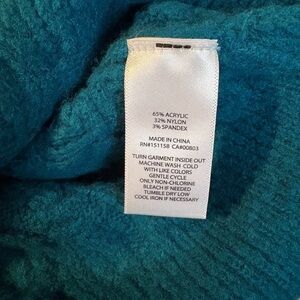 65% ACRYLIC
32% NYLON
3% SPANDEX
MADE IN CHINA
RN#151158 CA#00803
TURN GARMENT INSIDE OUT
MACHINE WASH COLD
WITH LIKE COLORS
GENTLE CYCLE
ONLY NON-CHLORINE
BLEACH IF NEEDED
TUMBLE DRY LOW
COOL IRON IF NECESSARY